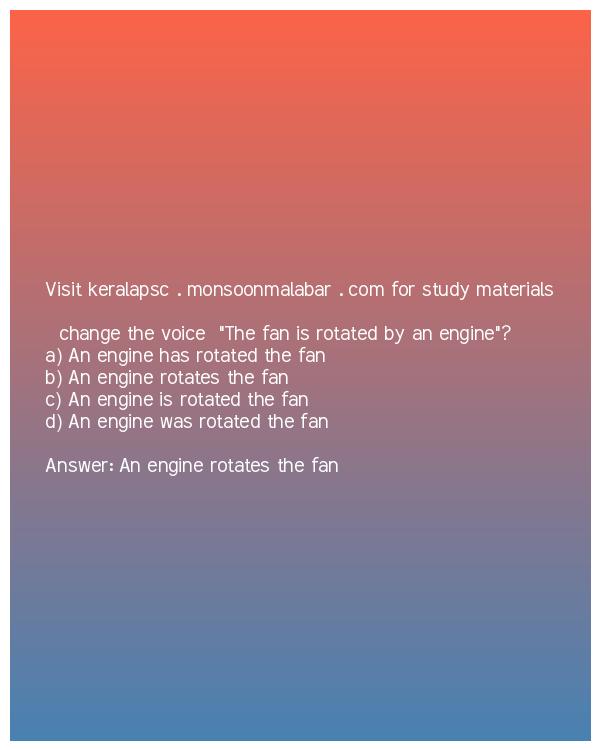 Visit keralapsc . monsoonmalabar . com for study materials
change the voice "The fan is rotated by an engine"?
a) An engine has rotated the fan
b) An engine rotates the fan
c) An engine is rotated the fan
d) An engine was rotated the fan
Answer: An engine rotates the fan